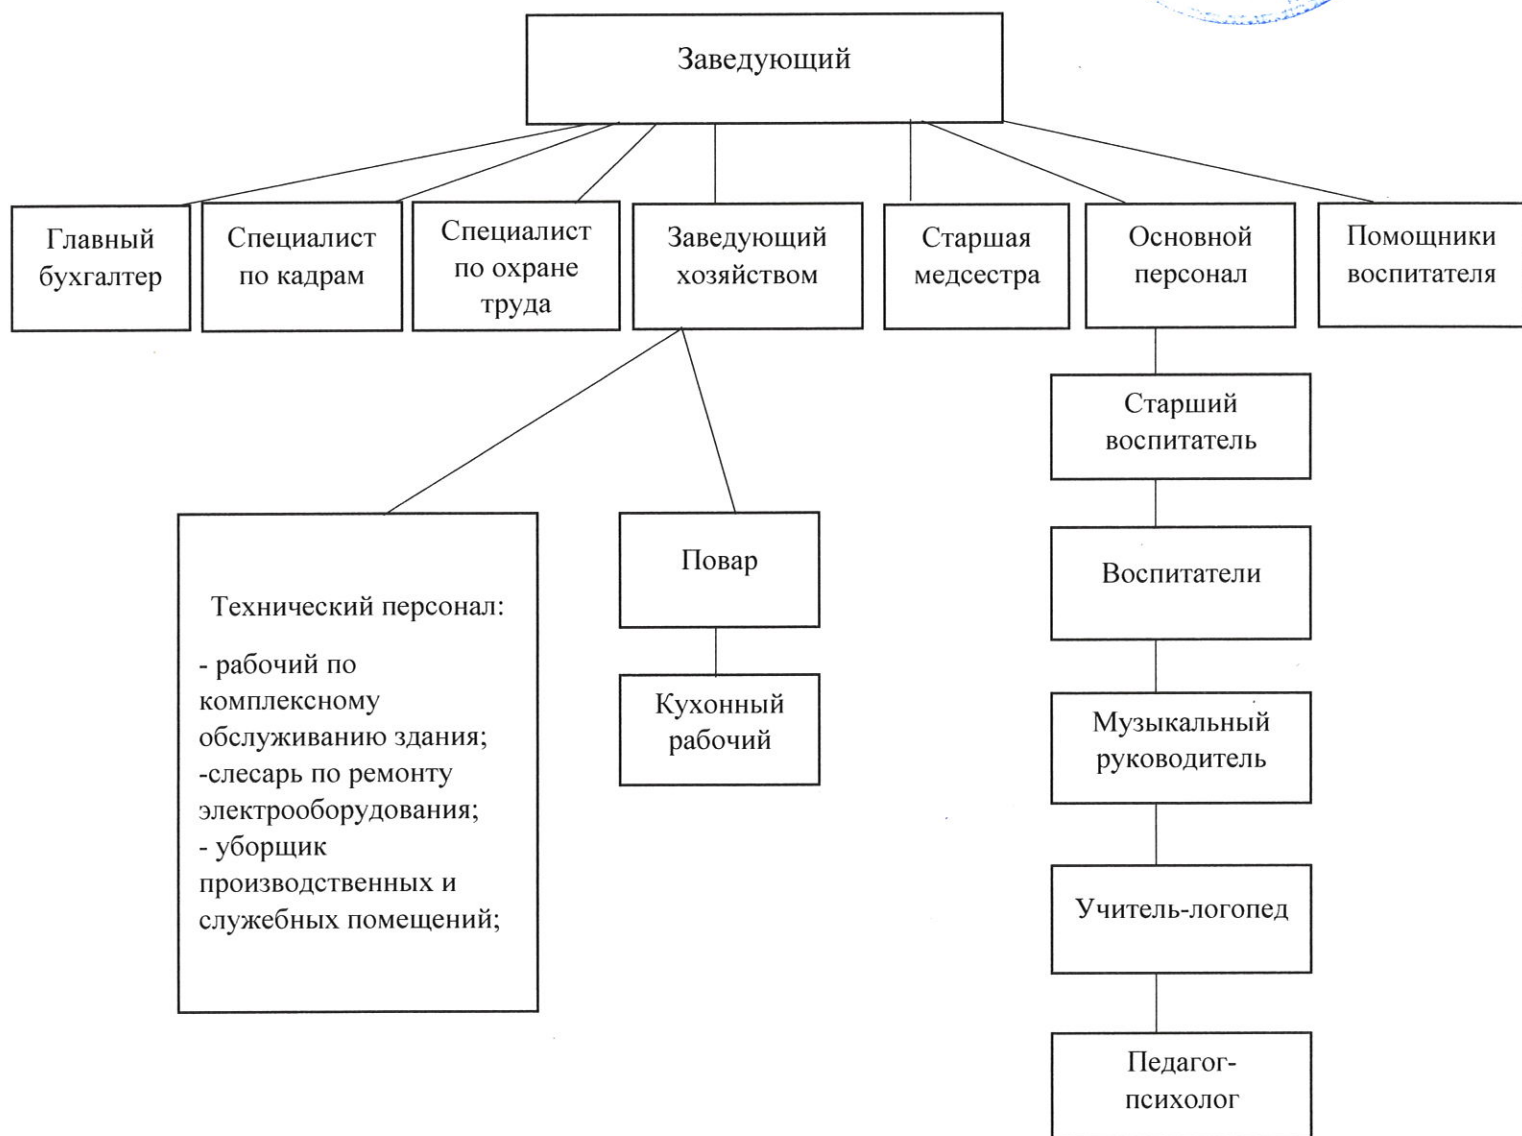 Заведующий
Главный
бухгалтер
Специалист
по кадрам
Специалист
по охране
труда
Заведующий
хозяйством
Старшая
медсестра
Основной
персонал
Помощники
воспитателя
Старший
воспитатель
Воспитатели
Музыкальный
руководитель
Учитель-логопед
Педагог-
психолог
Технический персонал:
- рабочий по
комплексному
обслуживанию здания;
-слесарь по ремонту
электрооборудования;
- уборщик
производственных и
служебных помещений;
Повар
Кухонный
рабочий